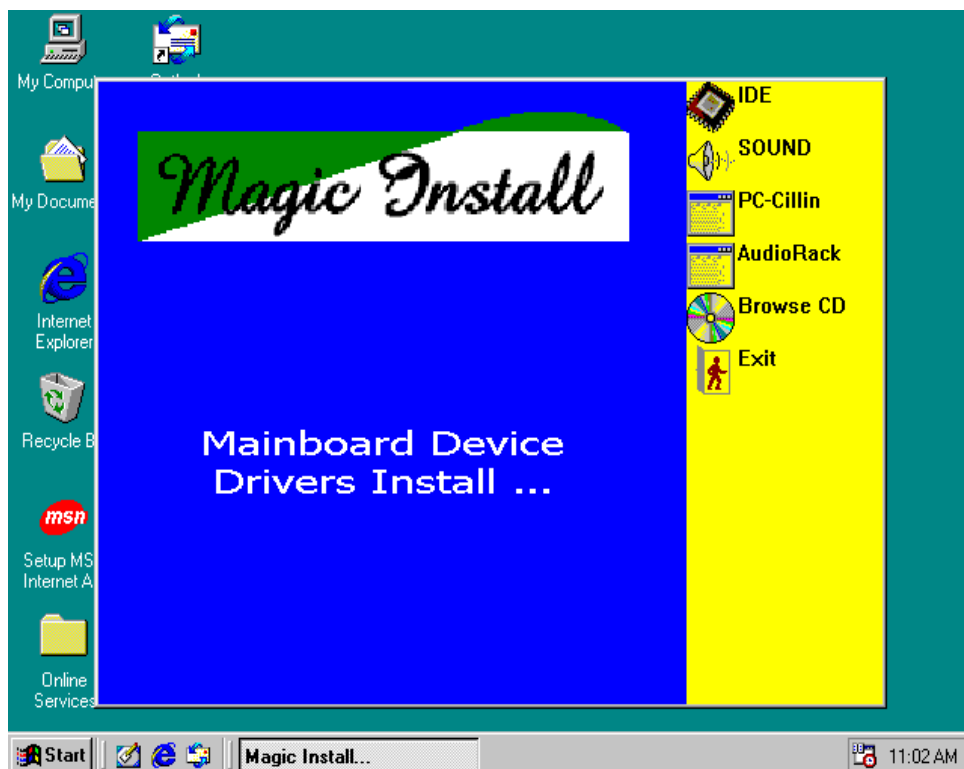 My Compu
My Docume
Internet
Explorer
Recycle B
msn
Setup MS
Internet A
Online
Services
Magic Install
Mainboard Device
Drivers Install ...
IDE
SOUND
PC-Cillin
AudioRack
Browse CD
Exit
Start
Magic Install...
11:02 AM